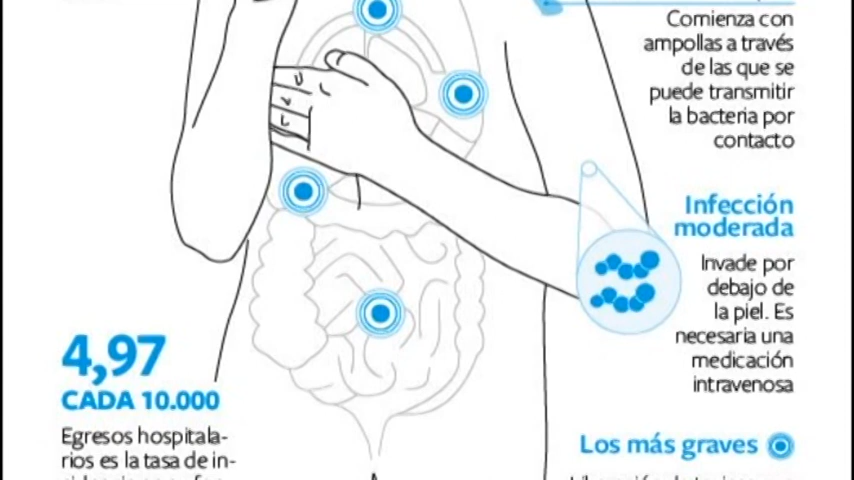 Comienza con
ampollas a través
de las que se
puede transmitir
la bacteria por
contacto
Infección
moderada
Invade por
debajo de
la piel. Es
necesaria una
medicación
intravenosa
Los más graves
4,97
CADA 10.000
Egresos hospitala-
rios es la tasa de in-